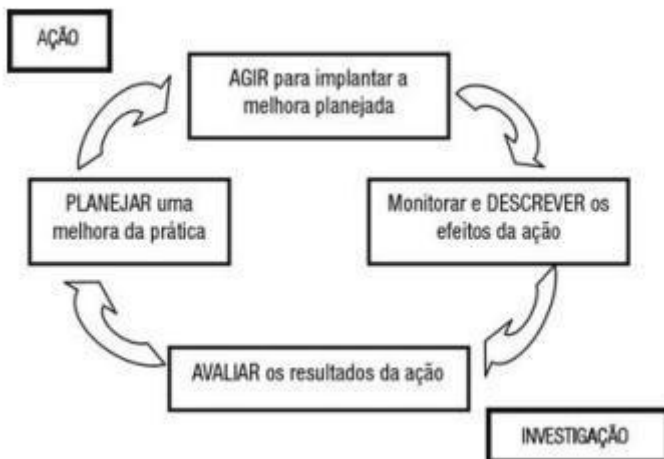 AÇÃO
AGIR para implantar a
melhora planejada
PLANEJAR uma
melhora da prática
Monitorar e DESCREVER os
efeitos da ação
AVALIAR os resultados da ação
INVESTIGAÇÃO